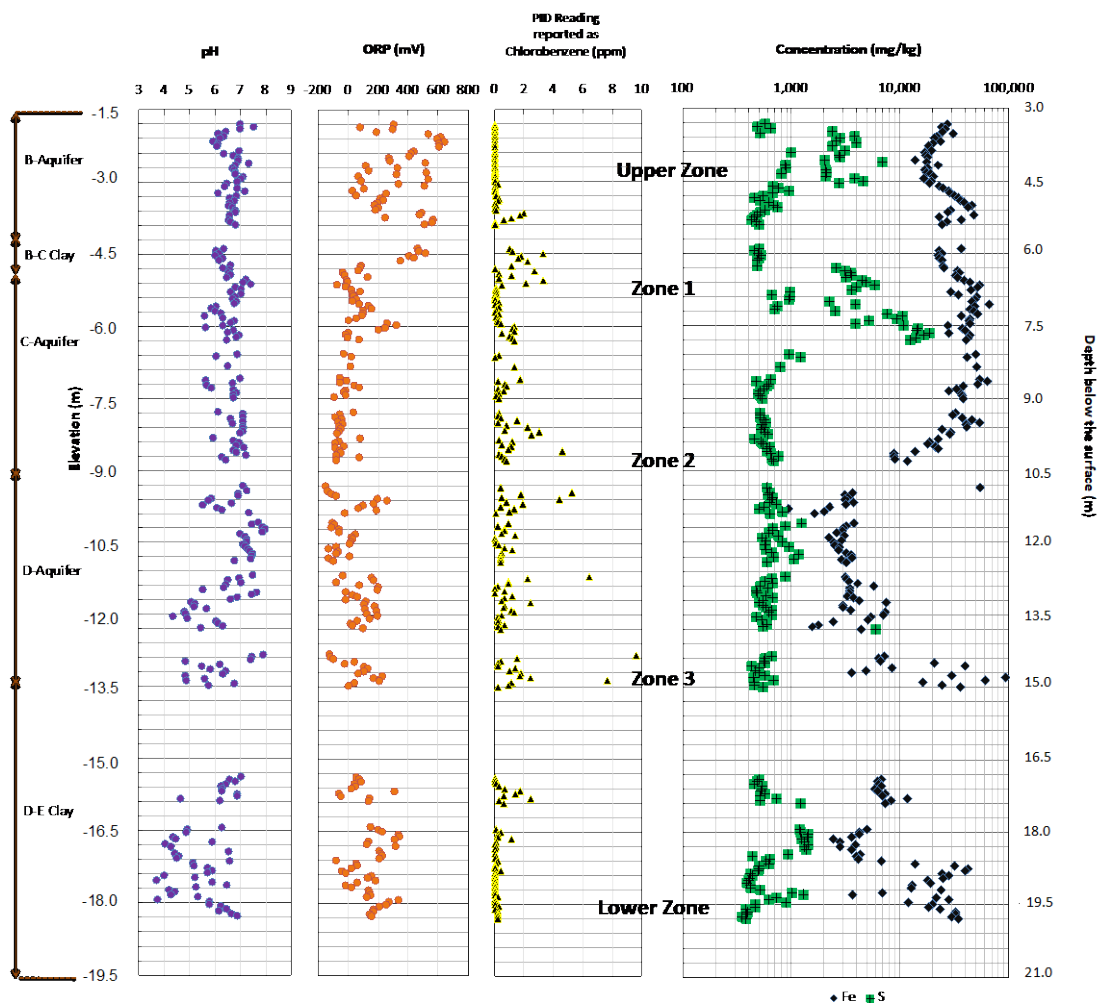 PID Reading
reported as
pH
ORP (mV)
Chlorobenzene (ppm)
Concentration (mg/kg)
3 4 5 6 7 8 9
-200 0 200 400 600 800
0 2 4 6 8 10
100 1,000 10,000 100,000
-1.5
3.0
B-Aquifer
Upper Zone
-3.0
4.5
B-C Clay
-4.5
6.0
Zone 1
C-Aquifer
-6.0
7.5
Elevation (m)
Depth below the surface (m)
-7.5
9.0
Zone 2
-9.0
10.5
D-Aquifer
-10.5
12.0
-12.0
13.5
Zone 3
-13.5
15.0
-15.0
16.5
D-E Clay
-16.5
18.0
Lower Zone
-18.0
19.5
-19.5
21.0
Fe S